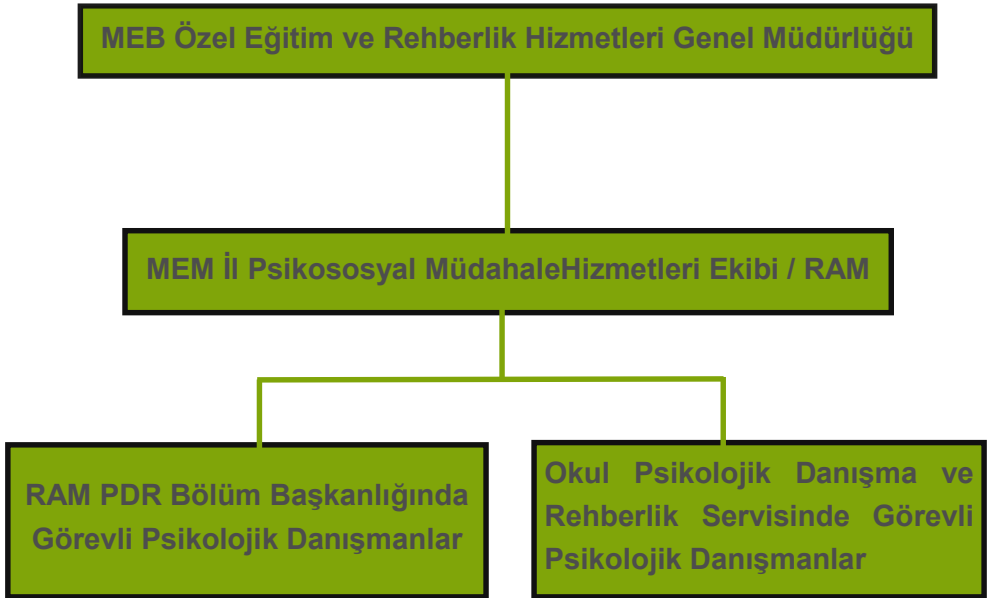 MEB Özel Eğitim ve Rehberlik Hizmetleri Genel Müdürlüğü
MEM İl Psikososyal MüdahaleHizmetleri Ekibi / RAM
RAM PDR Bölüm Başkanlığında
Görevli Psikolojik Danışmanlar
Okul Psikolojik Danışma ve
Rehberlik Servisinde Görevli
Psikolojik Danışmanlar